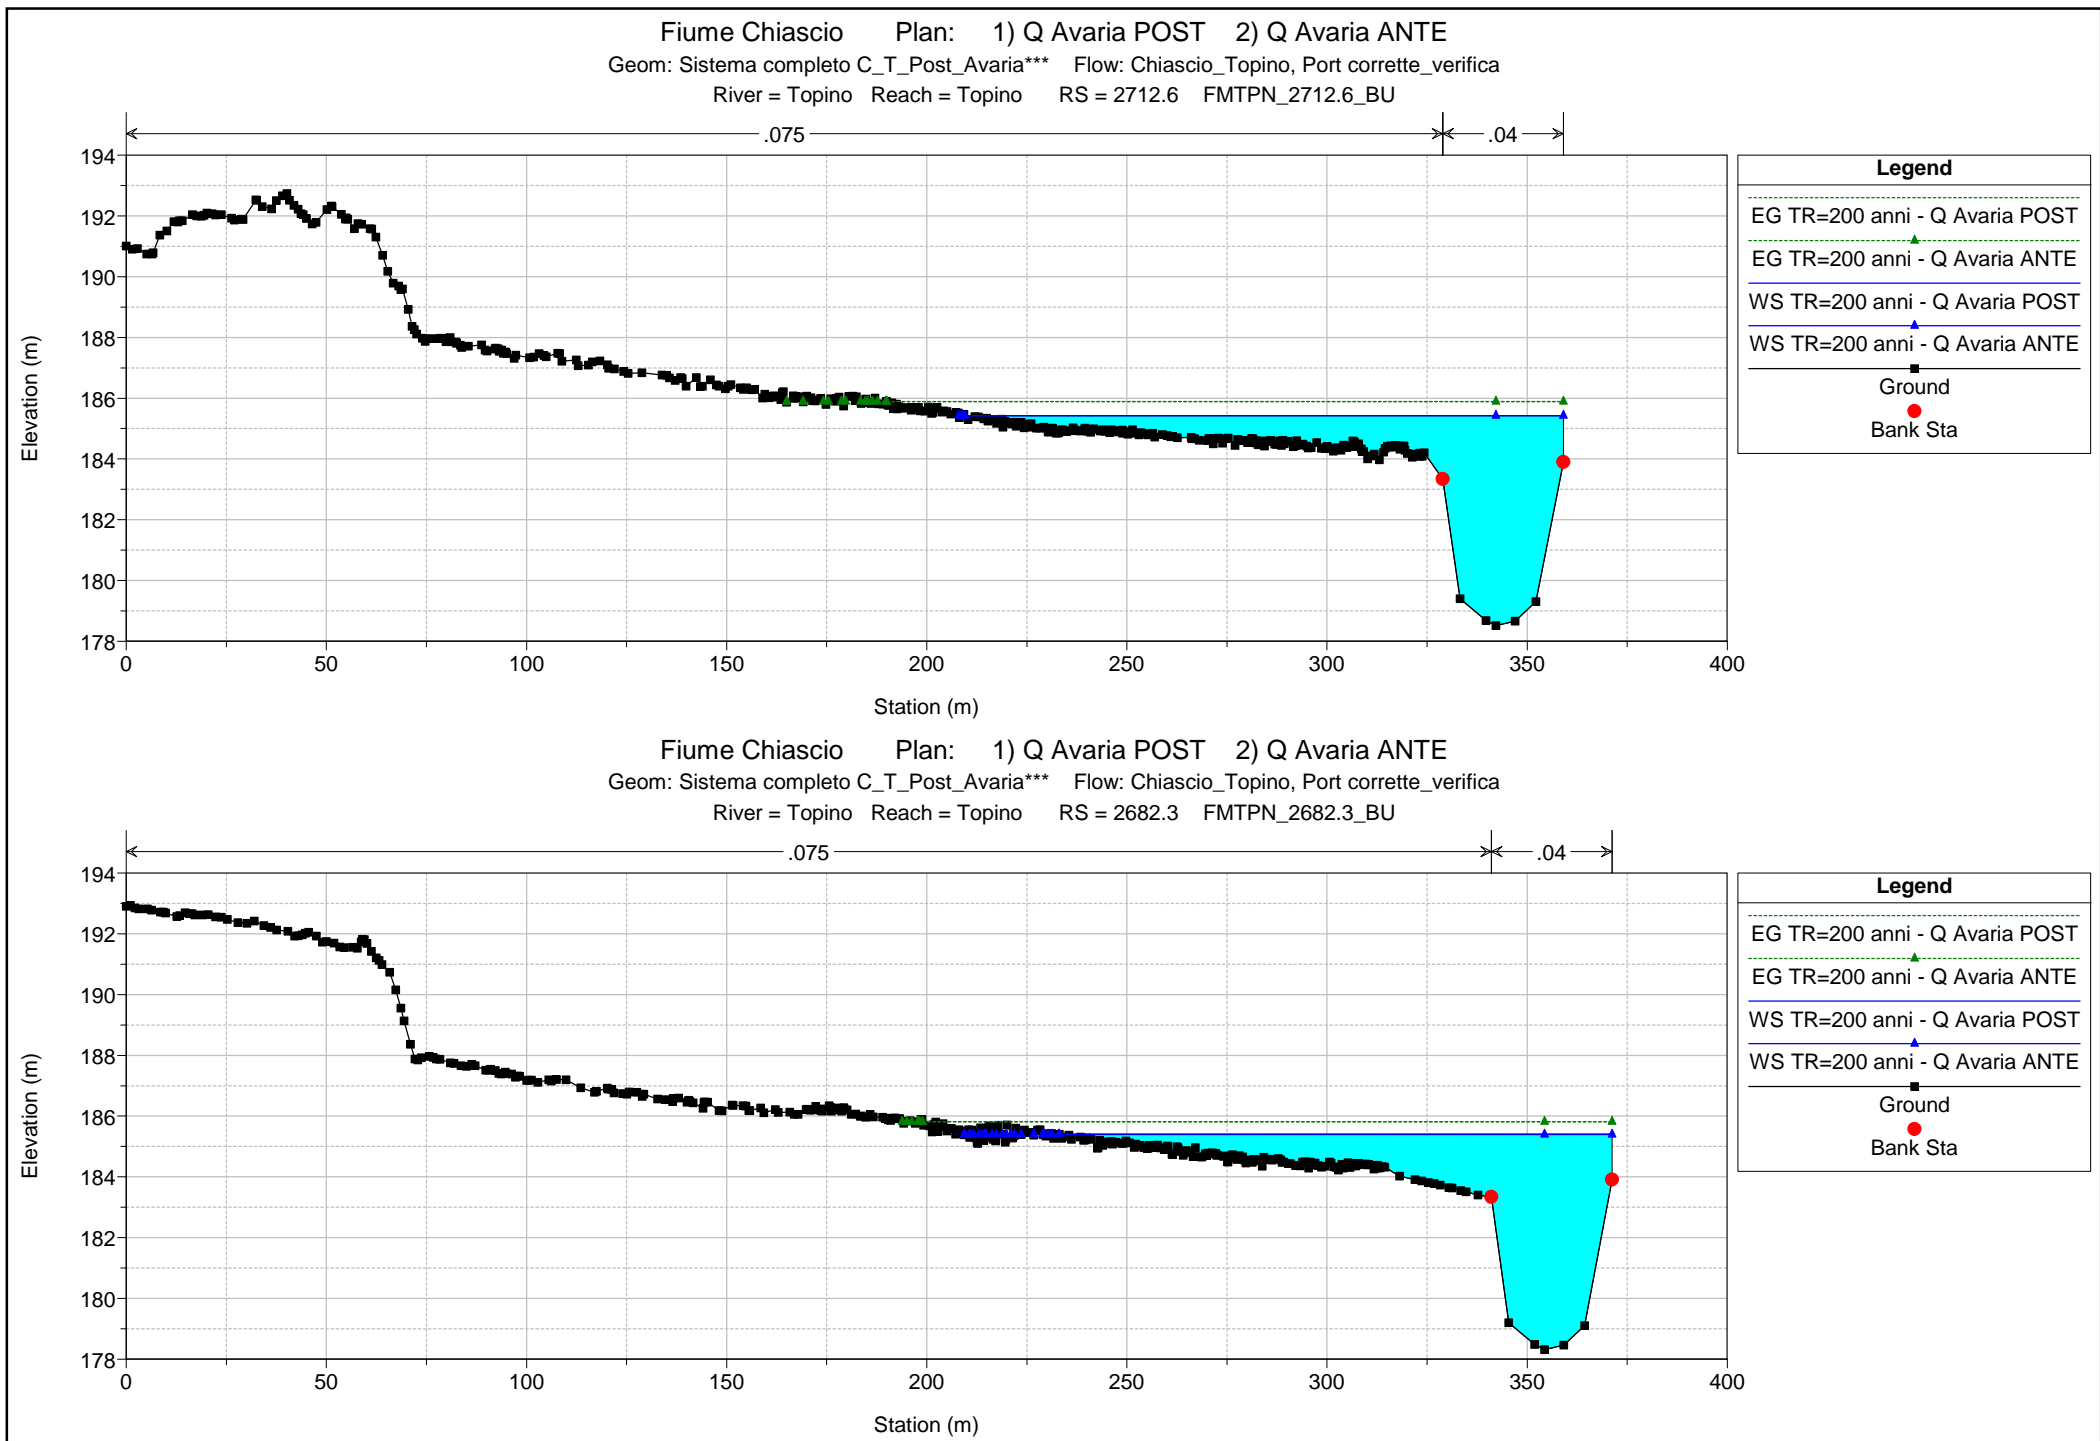 Fiume Chiascio Plan: 1) Q Avaria POST 2) Q Avaria ANTE
Geom: Sistema completo C_T_Post_Avaria*** Flow: Chiascio_Topino, Port corrette_verifica
River = Topino Reach = Topino RS = 2712.6 FMTPN_2712.6_BU
.075 .04
194
192
190
188
186
184
182
180
178
Elevation (m)
0 50 100 150 200 250 300 350 400
Station (m)
Legend
EG TR=200 anni - Q Avaria POST
EG TR=200 anni - Q Avaria ANTE
WS TR=200 anni - Q Avaria POST
WS TR=200 anni - Q Avaria ANTE
Ground
Bank Sta
Fiume Chiascio Plan: 1) Q Avaria POST 2) Q Avaria ANTE
Geom: Sistema completo C_T_Post_Avaria*** Flow: Chiascio_Topino, Port corrette_verifica
River = Topino Reach = Topino RS = 2682.3 FMTPN_2682.3_BU
.075 .04
194
192
190
188
186
184
182
180
178
Elevation (m)
0 50 100 150 200 250 300 350 400
Station (m)
Legend
EG TR=200 anni - Q Avaria POST
EG TR=200 anni - Q Avaria ANTE
WS TR=200 anni - Q Avaria POST
WS TR=200 anni - Q Avaria ANTE
Ground
Bank Sta